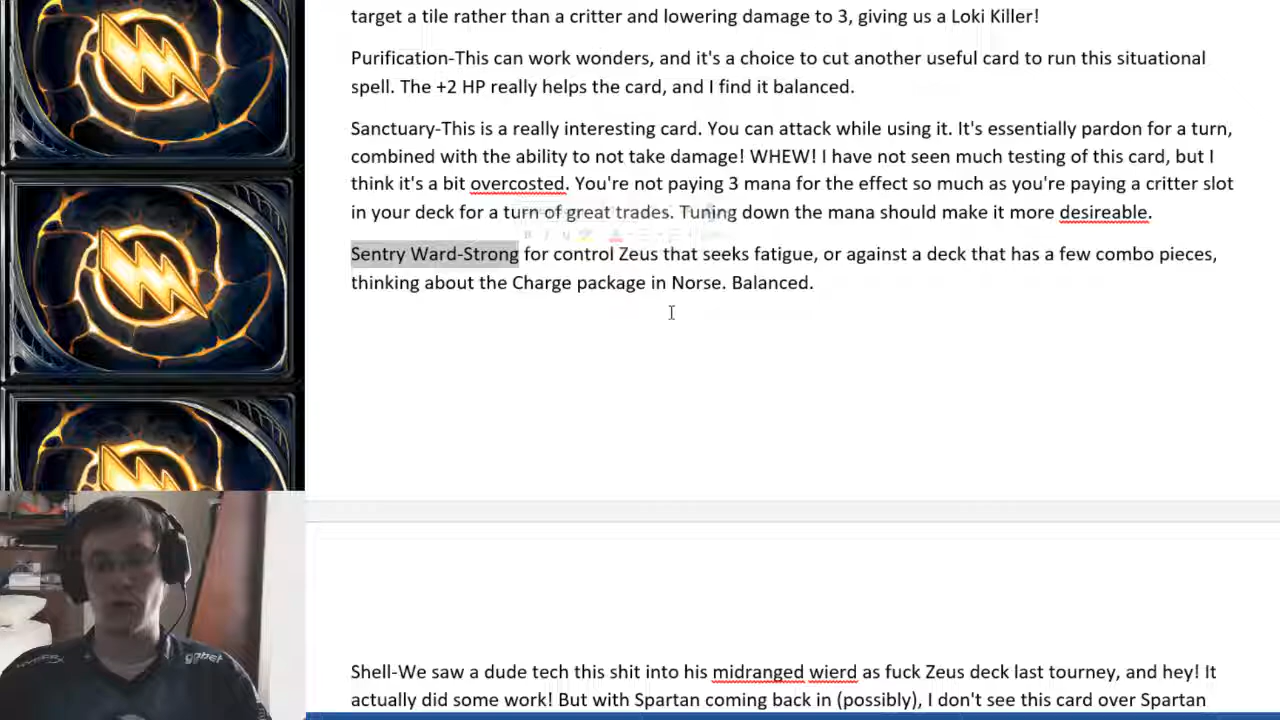 target a tile rather than a critter and lowering damage to 3, giving us a Loki Killer!
Purification-This can work wonders, and it's a choice to cut another useful card to run this situational
spell. The +2 HP really helps the card, and I find it balanced.
Sanctuary-This is a really interesting card. You can attack while using it. It's essentially pardon for a turn,
combined with the ability to not take damage! WHEW! I have not seen much testing of this card, but I
think it's a bit overcosted. You're not paying 3 mana for the effect so much as you're paying a critter slot
in your deck for a turn of great trades. Tuning down the mana should make it more desireable.
Sentry Ward-Strong for control Zeus that seeks fatigue, or against a deck that has a few combo pieces,
thinking about the Charge package in Norse. Balanced.
Shell-We saw a dude tech this shit into his midranged wierd as fuck Zeus deck last tourney, and hey! It
actually did some work! But with Spartan coming back in (possibly), I don't see this card over Spartan